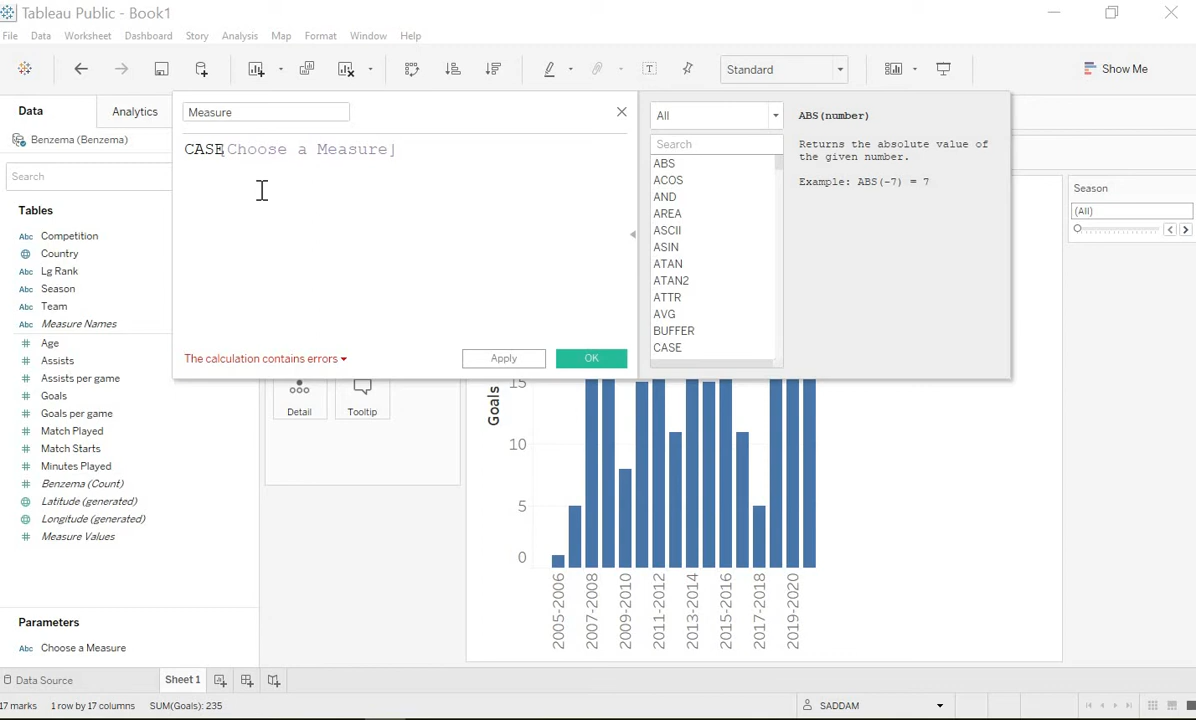 Tableau Public - Book1
File Data Worksheet Dashboard Story Analysis Map Format Window Help
Standard
Show Me
Data Analytics
Benzema (Benzema)
Search
Tables
Abc Competition
Country
Abc Lg Rank
Abc Season
Abc Team
Abc Measure Names
# Age
# Assists
# Assists per game
# Goals
# Goals per game
# Match Played
# Match Starts
# Minutes Played
# Benzema (Count)
Latitude (generated)
Longitude (generated)
# Measure Values
Parameters
Abc Choose a Measure
Measure
CASE Choose a Measure]
The calculation contains errors
Apply
OK
All
Search
ABS
ACOS
AND
AREA
ASCII
ASIN
ATAN
ATAN2
ATTR
AVG
BUFFER
CASE
ABS(number)
Returns the absolute value of
the given number.
Example: ABS(-7) = 7
Season
(All)
Detail
Tooltip
Goals
15
10
5
0
2005-2006
2007-2008
2009-2010
2011-2012
2013-2014
2015-2016
2017-2018
2019-2020
Data Source
Sheet 1
17 marks 1 row by 17 columns SUM(Goals): 235
SADDAM